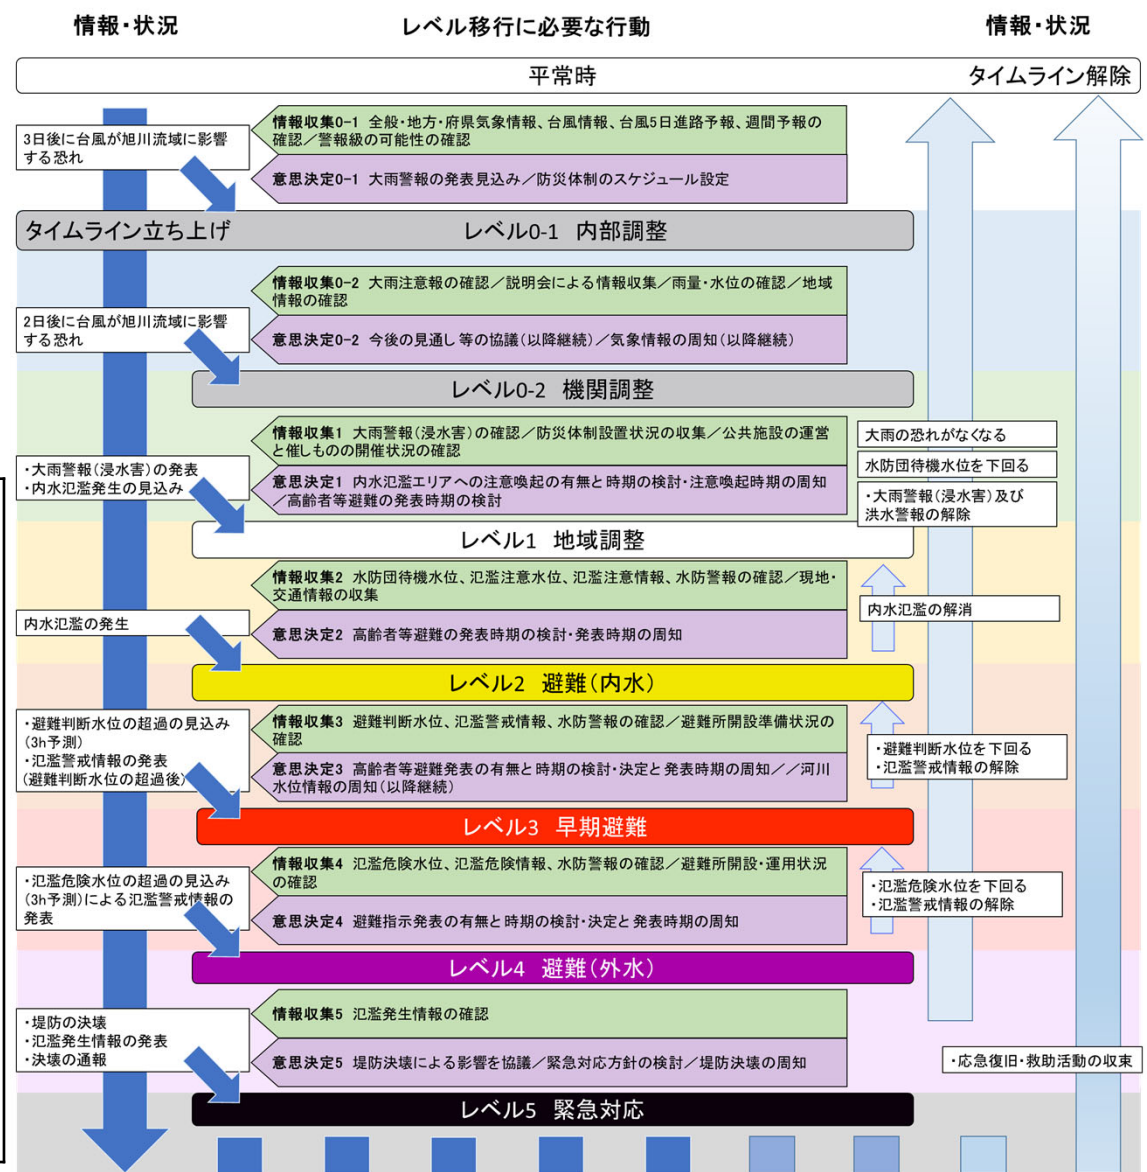 情報・状況
レベル移行に必要な行動
情報・状況
平常時
タイムライン解除
3日後に台風が旭川流域に影響
する恐れ
情報収集0-1 全般・地方・府県気象情報、台風情報、台風5日進路予報、週間予報の
確認／警報級の可能性の確認
意思決定0-1 大雨警報の発表見込み／防災体制のスケジュール設定
タイムライン立ち上げ
レベル0-1 内部調整
2日後に台風が旭川流域に影響
する恐れ
情報収集0-2 大雨注意報の確認／説明会による情報収集／雨量・水位の確認／地域
情報の確認
意思決定0-2 今後の見通し等の協議（以降継続）／気象情報の周知（以降継続）
レベル0-2 機関調整
・大雨警報（浸水害）の発表
・内水氾濫発生の見込み
情報収集1 大雨警報（浸水害）の確認／防災体制設置状況の収集／公共施設の運営
と催しものの開催状況の確認
意思決定1 内水氾濫エリアへの注意喚起の有無と時期の検討・注意喚起時期の周知
／高齢者等避難の発表時期の検討
大雨の恐れがなくなる
水防団待機水位を下回る
・大雨警報（浸水害）及び
洪水警報の解除
レベル1 地域調整
内水氾濫の発生
情報収集2 水防団待機水位、氾濫注意水位、氾濫注意情報、水防警報の確認／現地・
交通情報の収集
意思決定2 高齢者等避難の発表時期の検討・発表時期の周知
内水氾濫の解消
レベル2 避難（内水）
・避難判断水位の超過の見込み
（3h予測）
・氾濫警戒情報の発表
（避難判断水位の超過後）
情報収集3 避難判断水位、氾濫警戒情報、水防警報の確認／避難所開設準備状況の
確認
意思決定3 高齢者等避難発表の有無と時期の検討・決定と発表時期の周知／／河川
水位情報の周知（以降継続）
・避難判断水位を下回る
・氾濫警戒情報の解除
レベル3 早期避難
・氾濫危険水位の超過の見込み
（3h予測）による氾濫警戒情報の
発表
情報収集4 氾濫危険水位、氾濫危険情報、水防警報の確認／避難所開設・運用状況
の確認
意思決定4 避難指示発表の有無と時期の検討・決定と発表時期の周知
・氾濫危険水位を下回る
・氾濫警戒情報の解除
レベル4 避難（外水）
・堤防の決壊
・氾濫発生情報の発表
・決壊の通報
情報収集5 氾濫発生情報の確認
意思決定5 堤防決壊による影響を協議／緊急対応方針の検討／堤防決壊の周知
・応急復旧・救助活動の収束
レベル5 緊急対応